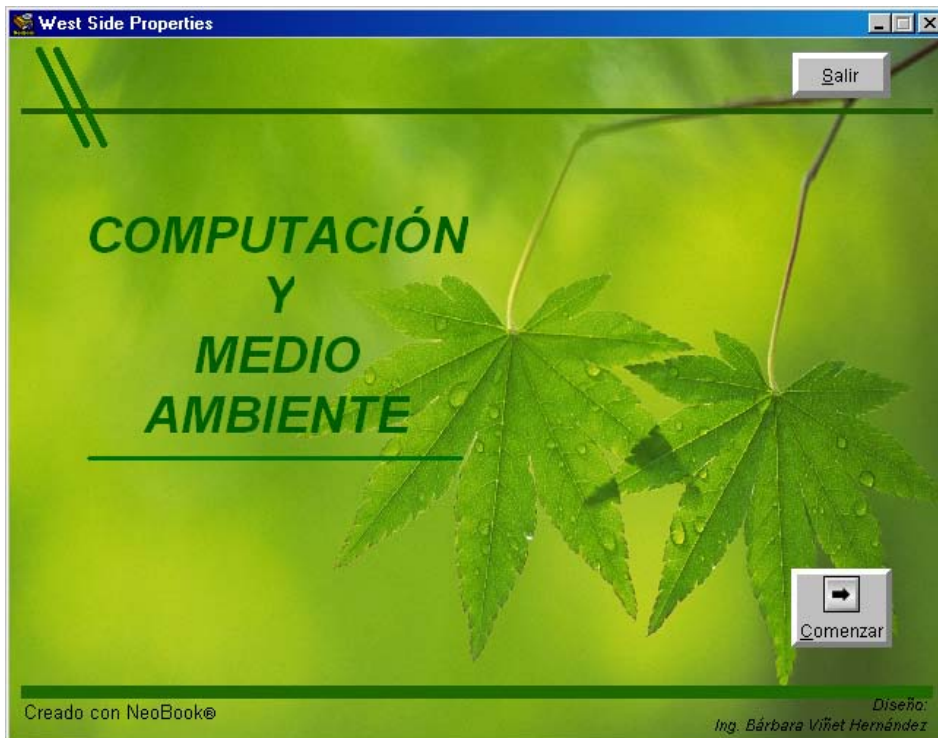 West Side Properties
Salir
COMPUTACIÓN
Y
MEDIO
AMBIENTE
Comenzar
Creado con NeoBook®
Diseño:
Ing. Bárbara Viñet Hernández